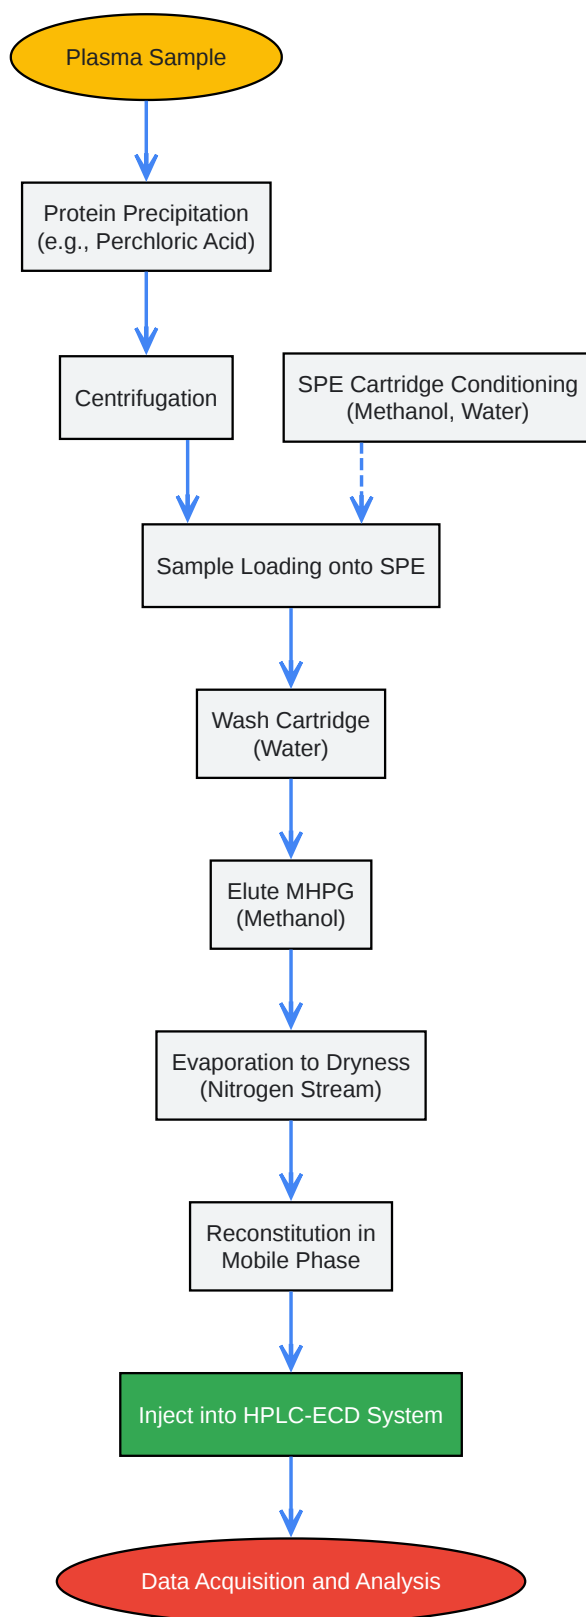 Plasma Sample
Protein Precipitation
(e.g., Perchloric Acid)
Centrifugation
SPE Cartridge Conditioning
(Methanol, Water)
Sample Loading onto SPE
Wash Cartridge
(Water)
Elute MHPG
(Methanol)
Evaporation to Dryness
(Nitrogen Stream)
Reconstitution in
Mobile Phase
Inject into HPLC-ECD System
Data Acquisition and Analysis